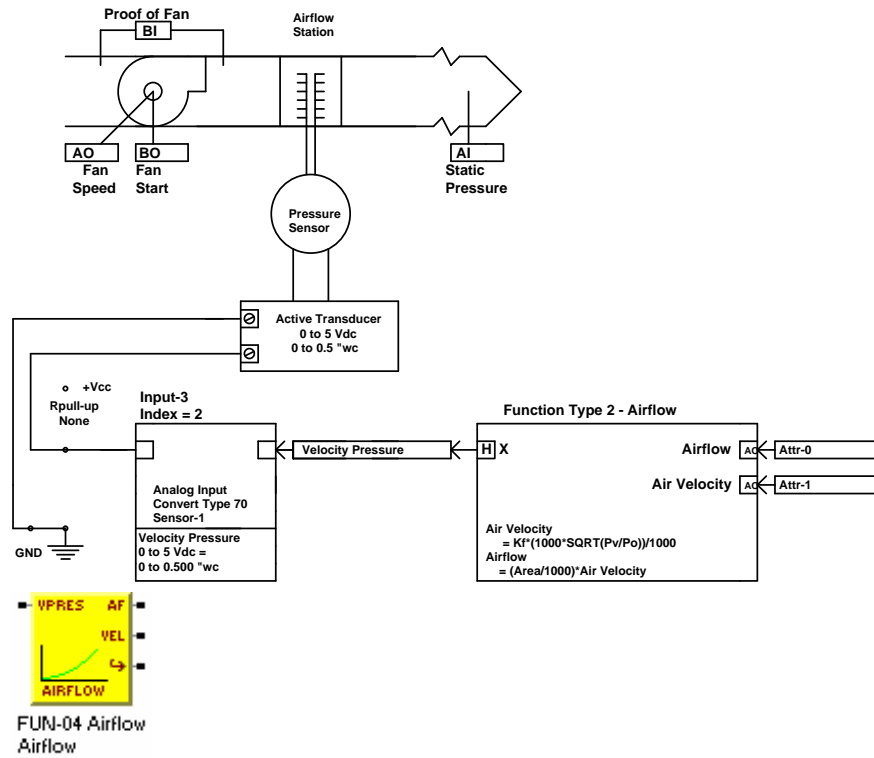 Proof of Fan
BI
Airflow
Station
AO
BO
AI
Fan
Speed
Fan
Start
Static
Pressure
Pressure
Sensor
Active Transducer
0 to 5 Vdc
0 to 0.5 "wc
+Vcc
Rpull-up
None
Input-3
Index = 2
Function Type 2 - Airflow
Velocity Pressure
H X
Airflow
AO
Attr-0
Air Velocity
AO
Attr-1
Analog Input
Convert Type 70
Sensor-1
Velocity Pressure
0 to 5 Vdc =
0 to 0.500 "wc
Air Velocity
= Kf*(1000*SQRT(Pv/Po))/1000
Airflow
= (Area/1000)*Air Velocity
GND
VPRES AF
VEL
AIRFLOW
FUN-04 Airflow
Airflow